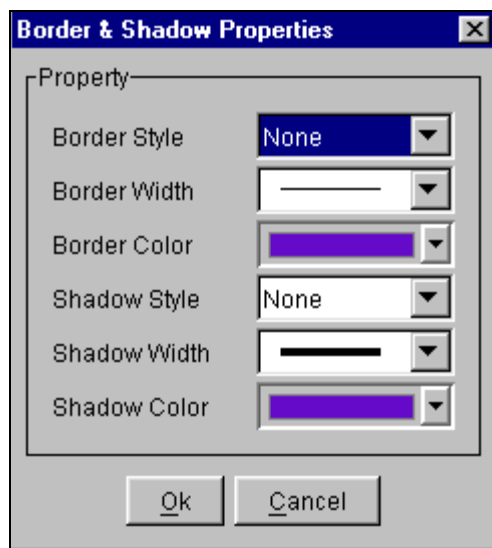 Border & Shadow Properties
Property
Border Style None
Border Width
Border Color
Shadow Style None
Shadow Width
Shadow Color
Ok Cancel